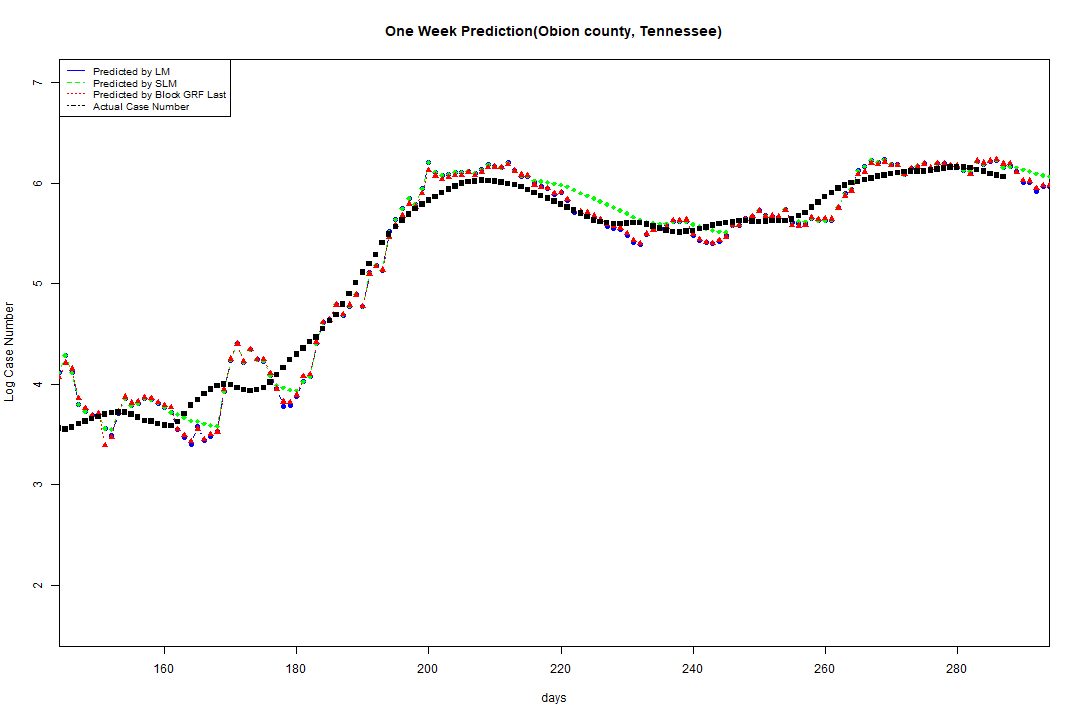 One Week Prediction(Obion county, Tennessee)
Predicted by LM
Predicted by SLM
Predicted by Block GRF Last
Actual Case Number
Log Case Number
7
6
5
4
3
2
160 180 200 220 240 260 280
days